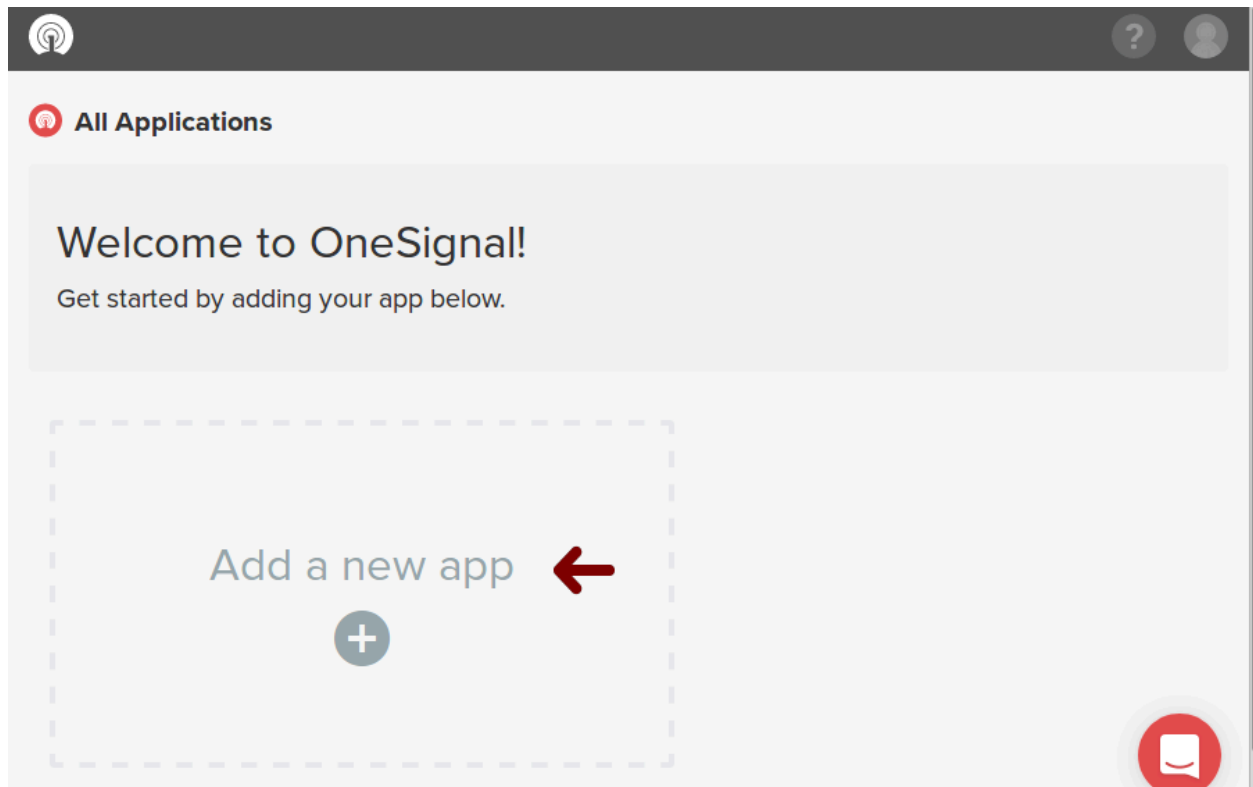 ?
All Applications
Welcome to OneSignal!
Get started by adding your app below.
Add a new app